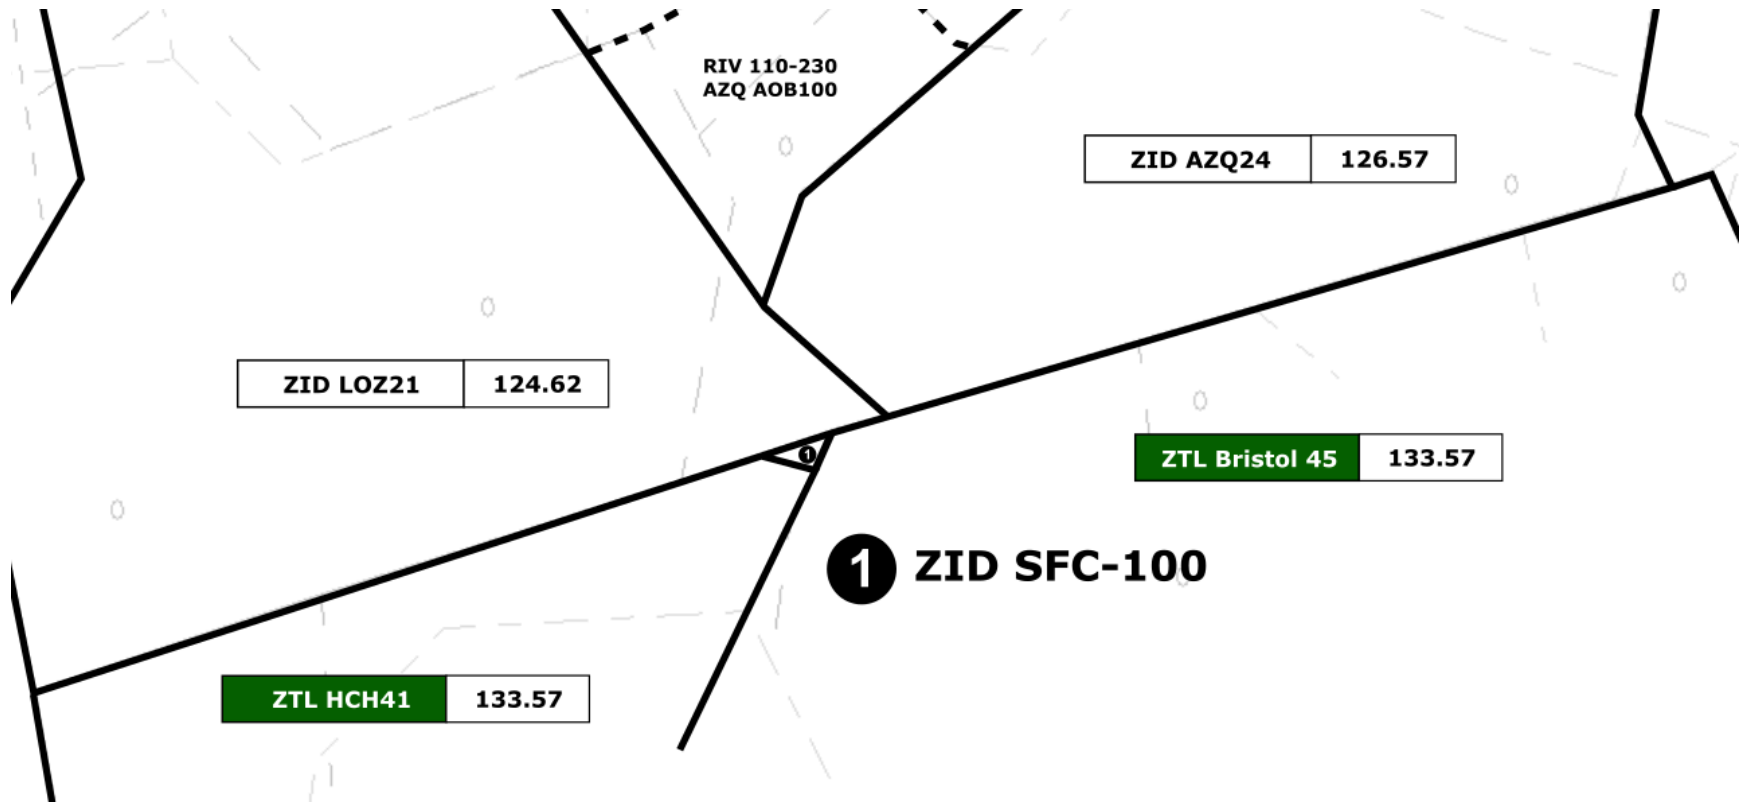 RIV 110-230
AZQ AOB100
ZID AZQ24 126.57
ZID LOZ21 124.62
1
ZTL Bristol 45 133.57
1 ZID SFC-100
ZTL HCH41 133.57